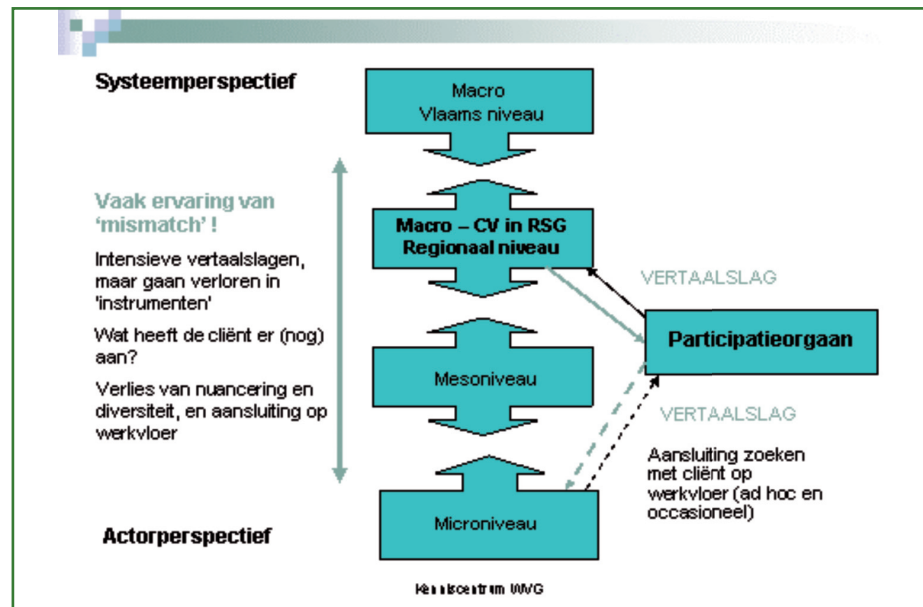 Systeemperspectief
Macro
Vlaams niveau
Vaak ervaring van
‘mismatch’ !
Intensieve vertaalslagen,
maar gaan verloren in
‘instrumenten’
Wat heeft de cliënt er (nog)
aan?
Verlies van nuancering en
diversiteit, en aansluiting op
werkvloer
Macro – CV in RSG
Regionaal niveau
VERTAALSLAG
Participatieorgaan
Mesoniveau
VERTAALSLAG
Aansluiting zoeken
met cliënt op
werkvloer (ad hoc en
occasioneel)
Microniveau
Actorperspectief
Kenniscentrum WVG